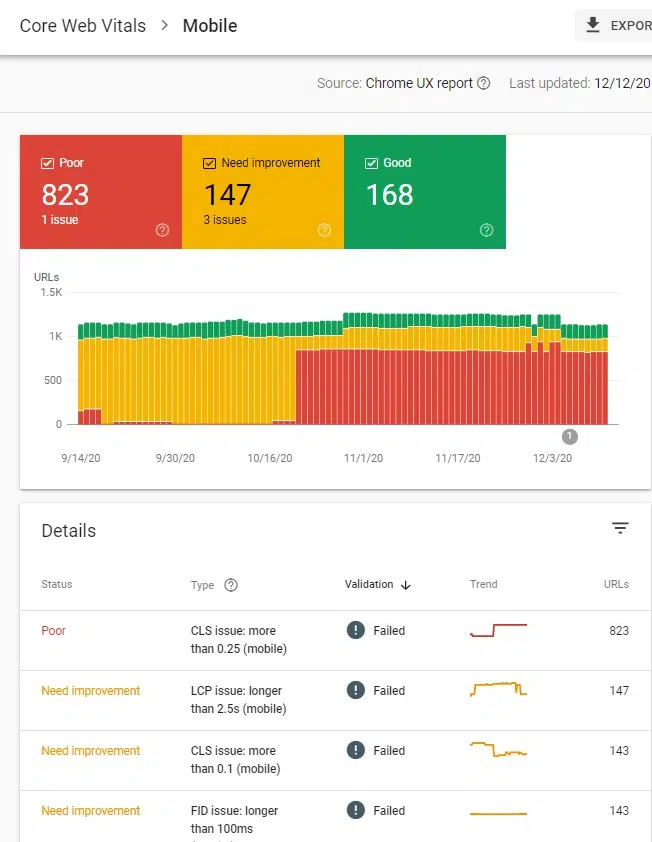 Core Web Vitals > Mobile
EXPOR
Source: Chrome UX report
Last updated: 12/12/20
Poor
823
1 issue
Need improvement
147
3 issues
Good
168
URLs
1.5K
1K
500
0
1
9/14/20
9/30/20
10/16/20
11/1/20
11/17/20
12/3/20
Details
Status
Type
Validation
Trend
URLs
Poor
CLS issue: more
than 0.25 (mobile)
Failed
823
Need improvement
LCP issue: longer
than 2.5s (mobile)
Failed
147
Need improvement
CLS issue: more
than 0.1 (mobile)
Failed
143
Need improvement
FID issue: longer
than 100ms
Failed
143